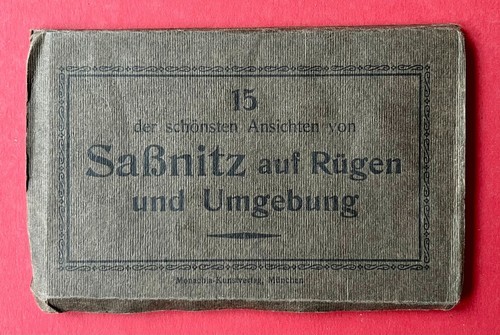 15
der schönsten Ansichten von
Saßnitz auf Rügen
und Umgebung
Monachia-Kunstverlag, München